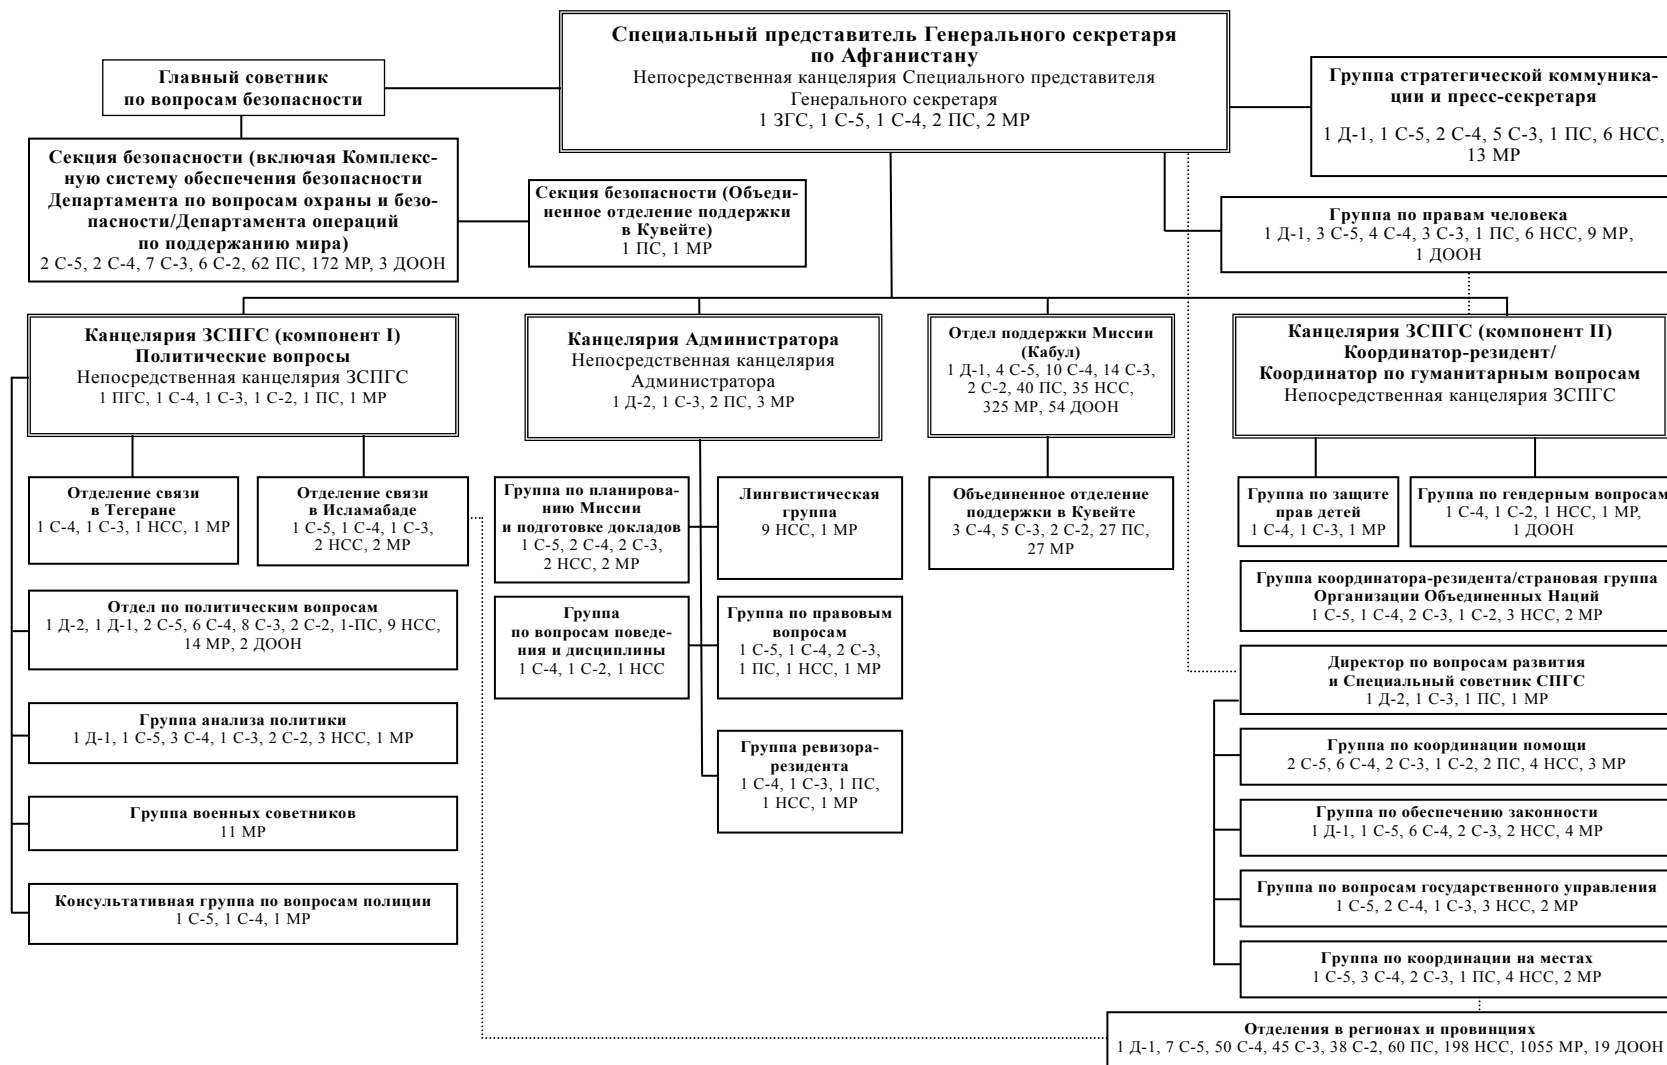 Специальный представитель Генерального секретаря
по Афганистану
Непосредственная канцелярия Специального представителя
Генерального секретаря
1 ЗГС, 1 С-5, 1 С-4, 2 ПС, 2 МР
Главный советник
по вопросам безопасности
Группа стратегической коммуника-
ции и пресс-секретаря
1 Д-1, 1 С-5, 2 С-4, 5 С-3, 1 ПС, 6 НСС,
13 МР
Секция безопасности (включая Комплекс-
ную систему обеспечения безопасности
Департамента по вопросам охраны и безо-
пасности/Департамента операций
по поддержанию мира)
2 С-5, 2 С-4, 7 С-3, 6 С-2, 62 ПС, 172 МР, 3 ДООН
Секция безопасности (Объеди-
ненное отделение поддержки
в Кувейте)
1 ПС, 1 МР
Группа по правам человека
1 Д-1, 3 С-5, 4 С-4, 3 С-3, 1 ПС, 6 НСС, 9 МР,
1 ДООН
Канцелярия ЗСПГС (компонент I)
Политические вопросы
Непосредственная канцелярия ЗСПГС
1 ПГС, 1 С-4, 1 С-3, 1 С-2, 1 ПС, 1 МР
Канцелярия Администратора
Непосредственная канцелярия
Администратора
1 Д-2, 1 С-3, 2 ПС, 3 МР
Отдел поддержки Миссии
(Кабул)
1 Д-1, 4 С-5, 10 С-4, 14 С-3,
2 С-2, 40 ПС, 35 НСС,
325 МР, 54 ДООН
Канцелярия ЗСПГС (компонент II)
Координатор-резидент/
Координатор по гуманитарным вопросам
Непосредственная канцелярия ЗСПГС
Отделение связи
в Тегеране
1 С-4, 1 С-3, 1 НСС, 1 МР
Отделение связи
в Исламабаде
1 С-5, 1 С-4, 1 С-3,
2 НСС, 2 МР
Группа по планирова-
нию Миссии
и подготовке докладов
1 С-5, 2 С-4, 2 С-3,
2 НСС, 2 МР
Лингвистическая
группа
9 НСС, 1 МР
Объединенное отделение
поддержки в Кувейте
3 С-4, 5 С-3, 2 С-2, 27 ПС,
27 МР
Группа по защите
прав детей
1 С-4, 1 С-3, 1 МР
Группа по гендерным вопросам
1 С-4, 1 С-2, 1 НСС, 1 МР,
1 ДООН
Группа координатора-резидента/страновая группа
Организации Объединенных Наций
1 С-5, 1 С-4, 2 С-3, 1 С-2, 3 НСС, 2 МР
Отдел по политическим вопросам
1 Д-2, 1 Д-1, 2 С-5, 6 С-4, 8 С-3, 2 С-2, 1-ПС, 9 НСС,
14 МР, 2 ДООН
Группа
по вопросам поведе-
ния и дисциплины
1 С-4, 1 С-2, 1 НСС
Группа по правовым
вопросам
1 С-5, 1 С-4, 2 С-3,
1 ПС, 1 НСС, 1 МР
Директор по вопросам развития
и Специальный советник СПГС
1 Д-2, 1 С-3, 1 ПС, 1 МР
Группа анализа политики
1 Д-1, 1 С-5, 3 С-4, 1 С-3, 2 С-2, 3 НСС, 1 МР
Группа ревизора-
резидента
1 С-4, 1 С-3, 1 ПС,
1 НСС, 1 МР
Группа по координации помощи
2 С-5, 6 С-4, 2 С-3, 1 С-2, 2 ПС, 4 НСС, 3 МР
Группа военных советников
11 МР
Группа по обеспечению законности
1 Д-1, 1 С-5, 6 С-4, 2 С-3, 2 НСС, 4 МР
Консультативная группа по вопросам полиции
1 С-5, 1 С-4, 1 МР
Группа по вопросам государственного управления
1 С-5, 2 С-4, 1 С-3, 3 НСС, 2 МР
Группа по координации на местах
1 С-5, 3 С-4, 2 С-3, 1 ПС, 4 НСС, 2 МР
Отделения в регионах и провинциях
1 Д-1, 7 С-5, 50 С-4, 45 С-3, 38 С-2, 60 ПС, 198 НСС, 1055 МР, 19 ДООН